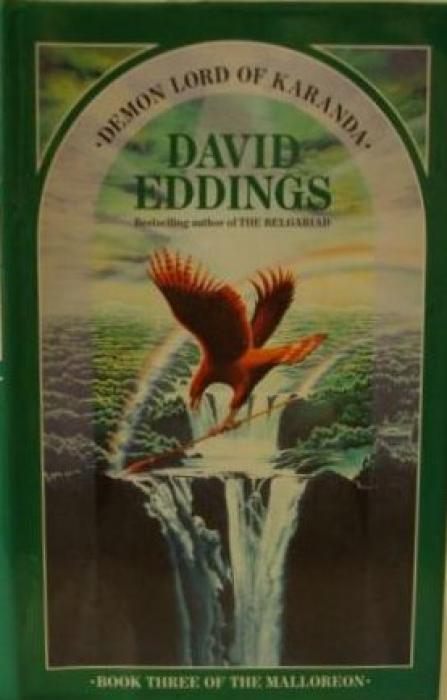 ·DEMON LORD OF KARANDA·
DAVID
EDDINGS
Bestselling author of THE BELGARIAD
·BOOK THREE OF THE MALLOREON·